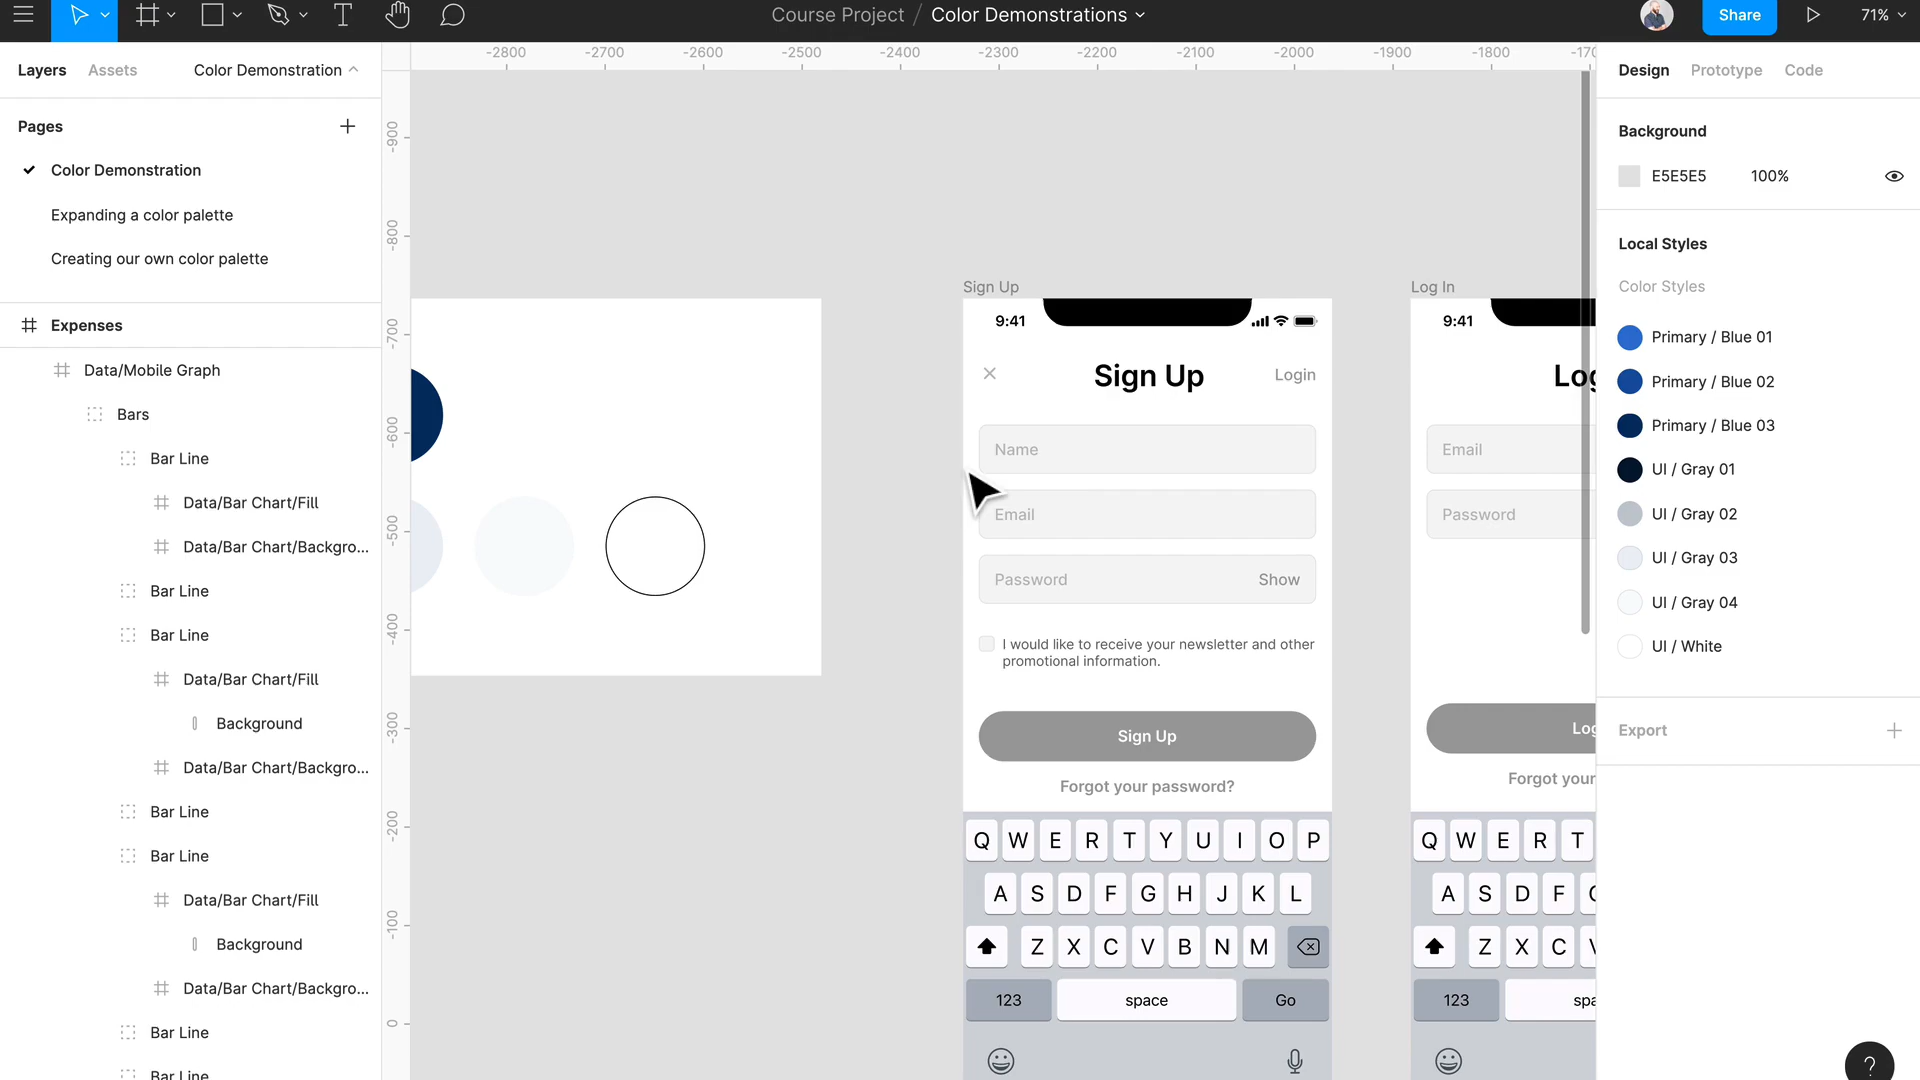 Course Project / Color Demonstrations
Share
71%
Layers
Assets
Color Demonstration
Pages
Color Demonstration
Expanding a color palette
Creating our own color palette
Expenses
Data/Mobile Graph
Bars
Bar Line
Data/Bar Chart/Fill
Data/Bar Chart/Backgro...
Bar Line
Bar Line
Data/Bar Chart/Fill
Background
Data/Bar Chart/Backgro...
Bar Line
Bar Line
Data/Bar Chart/Fill
Background
Data/Bar Chart/Backgro...
Bar Line
Bar Line
-2800 -2700 -2600 -2500 -2400 -2300 -2200 -2100 -2000 -1900 -1800
-900
-800
-700
-600
-500
-400
-300
-200
-100
0
Sign Up
9:41
Sign Up
Login
Name
Email
Password
Show
I would like to receive your newsletter and other
promotional information.
Sign Up
Forgot your password?
Q W E R T Y U I O P
A S D F G H J K L
Z X C V B N M
123 space Go
Log In
9:41
Email
Password
Forgot your
Q W E R T
A S D F
Z X C
123
Design
Prototype
Code
Background
E5E5E5 100%
Local Styles
Color Styles
Primary / Blue 01
Primary / Blue 02
Primary / Blue 03
UI / Gray 01
UI / Gray 02
UI / Gray 03
UI / Gray 04
UI / White
Export
?